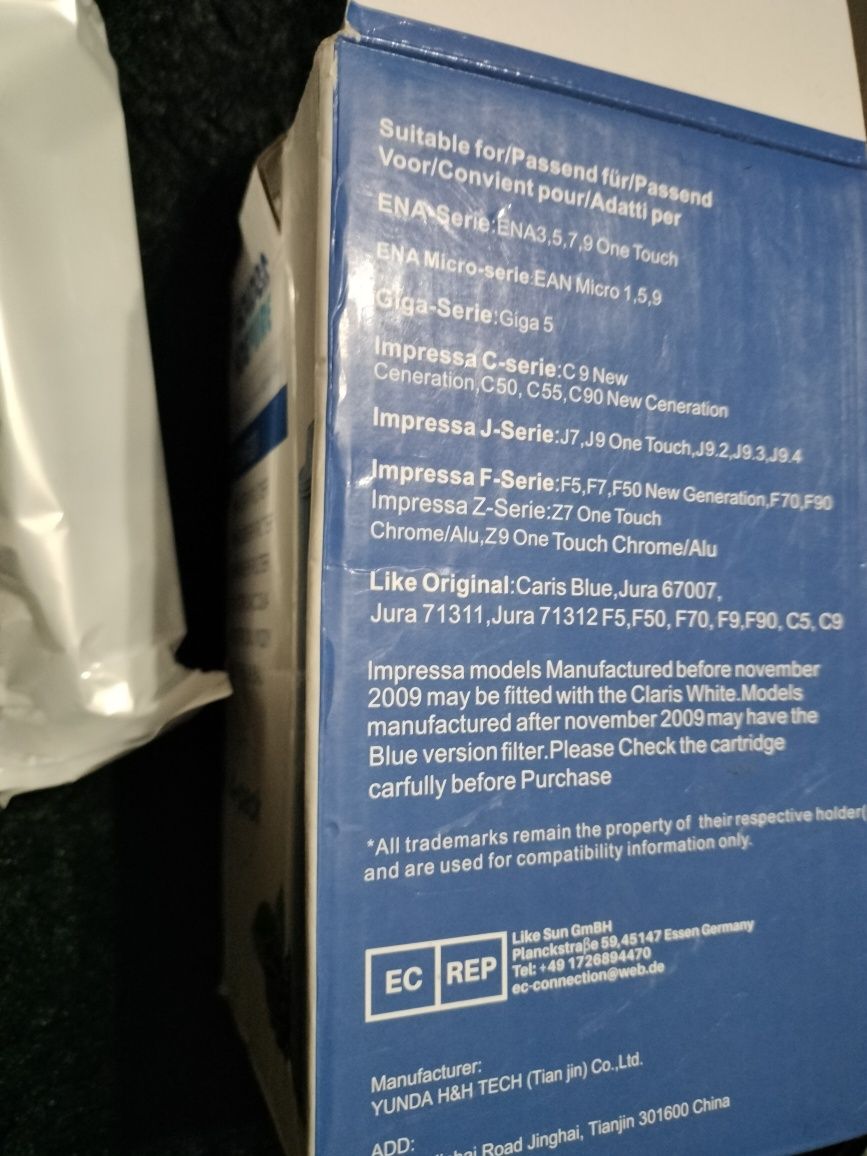 Suitable for/Passend für/Passend
Voor/Convient pour/Adatti per
ENA-Serie:ENA3,5,7,9 One Touch
ENA Micro-serie:EAN Micro 1,5,9
Giga-Serie:Giga 5
Impressa C-serie:C 9 New
Ceneration,C50, C55,C90 New Ceneration
Impressa J-Serie:J7,J9 One Touch,J9.2,J9.3,J9.4
Impressa F-Serie:F5,F7,F50 New Generation,F70,F90
Impressa Z-Serie:Z7 One Touch
Chrome/Alu,Z9 One Touch Chrome/Alu
Like Original:Caris Blue,Jura 67007,
Jura 71311,Jura 71312 F5,F50, F70, F9,F90, C5, C9
Impressa models Manufactured before november
2009 may be fitted with the Claris White.Models
manufactured after november 2009 may have the
Blue version filter.Please Check the cartridge
carfully before Purchase
*All trademarks remain the property of their respective holder(
and are used for compatibility information only.
EC REP
Like Sun GmBH
Planckstraße 59,45147 Essen Germany
Tel: +49 1726894470
ec-connection@web.de
Manufacturer:
YUNDA H&H TECH (Tian jin) Co.,Ltd.
ADD:
Road Jinghai, Tianjin 301600 China